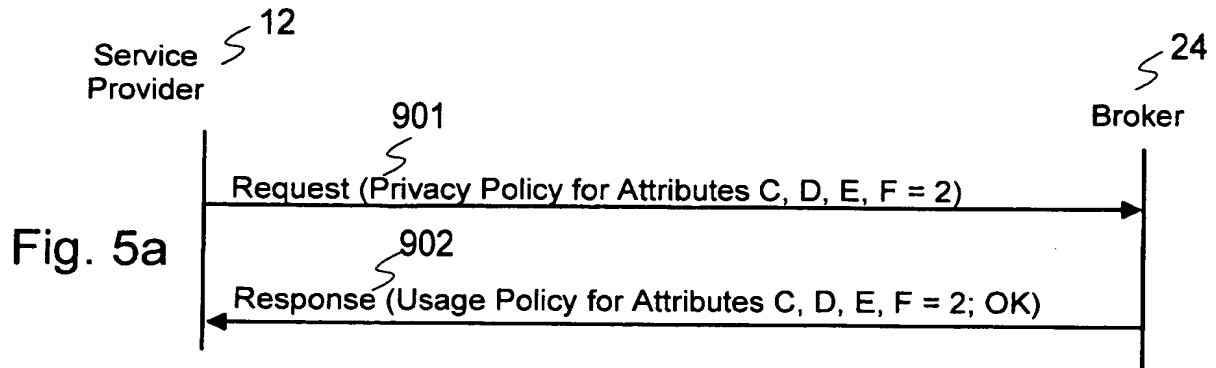 12
Service
Provider
24
Broker
901
Request (Privacy Policy for Attributes C, D, E, F = 2)
Fig. 5a
902
Response (Usage Policy for Attributes C, D, E, F = 2; OK)